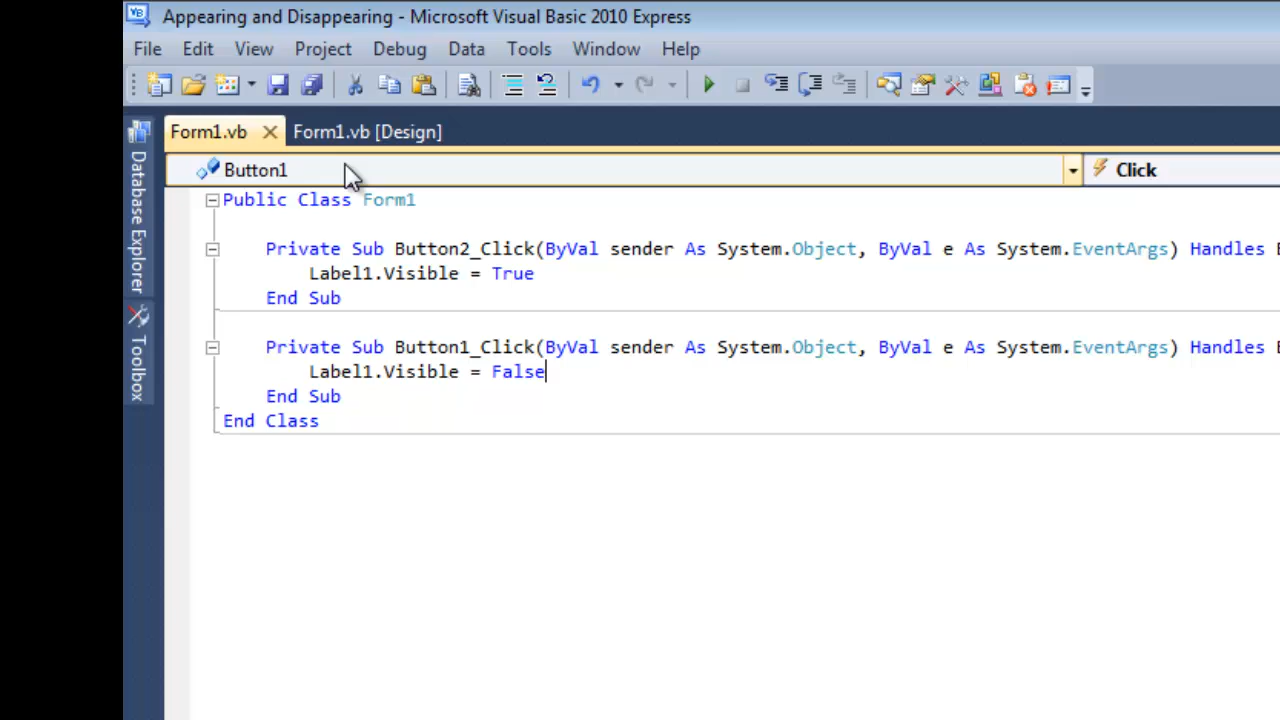 Appearing and Disappearing - Microsoft Visual Basic 2010 Express
File Edit View Project Debug Data Tools Window Help
Form1.vb Form1.vb [Design]
Button1 Click
Database Explorer
Toolbox
Public Class Form1
Private Sub Button2_Click(ByVal sender As System.Object, ByVal e As System.EventArgs) Handles
Label1.Visible = True
End Sub
Private Sub Button1_Click(ByVal sender As System.Object, ByVal e As System.EventArgs) Handles
Label1.Visible = False
End Sub
End Class